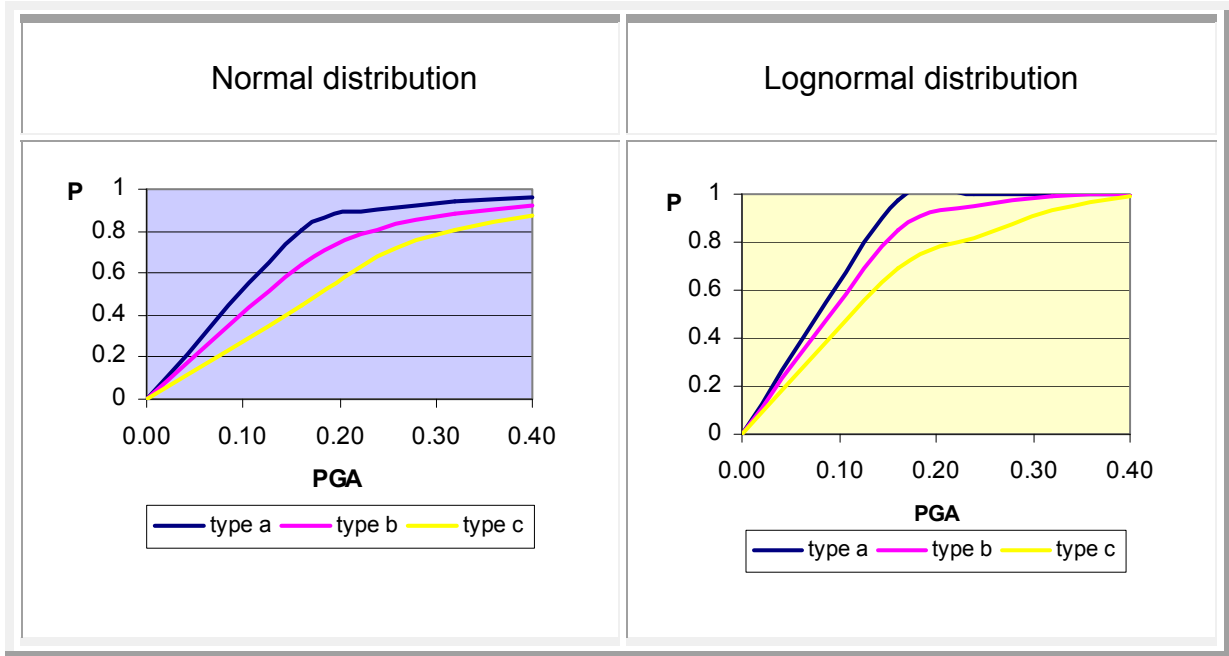 Normal distribution
Lognormal distribution
P
1
0.8
0.6
0.4
0.2
0
0.00 0.10 0.20 0.30 0.40
PGA
type a type b type c
P
1
0.8
0.6
0.4
0.2
0
0.00 0.10 0.20 0.30 0.40
PGA
type a type b type c